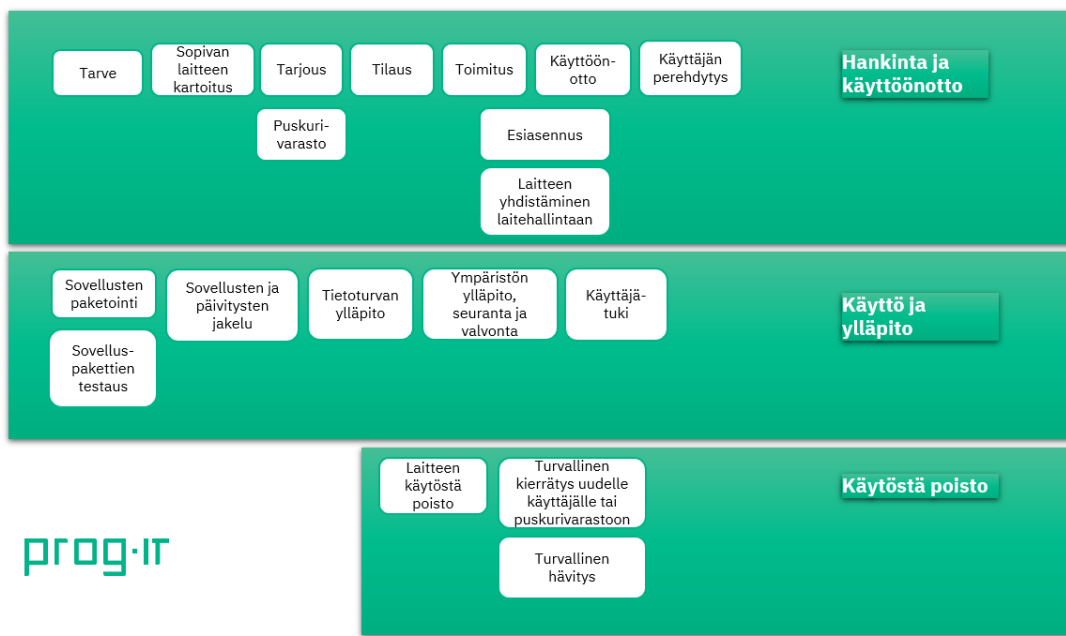 Tarve
Sopivan
laitteen
kartoitus
Tarjous
Tilaus
Toimitus
Käyttöön-
otto
Käyttäjän
perehdytys
Hankinta ja
käyttöönotto
Puskuri-
varasto
Esiasennus
Laitteen
yhdistäminen
laitehallintaan
Sovellusten
paketointi
Sovellusten ja
päivitysten
jakelu
Tietoturvan
ylläpito
Ympäristön
ylläpito,
seuranta ja
valvonta
Käyttäjä-
tuki
Käyttö ja
ylläpito
Sovellus-
pakettien
testaus
Laitteen
käytöstä
poisto
Turvallinen
kierrätys uudelle
käyttäjälle tai
puskurivarastoon
Käytöstä poisto
Turvallinen
hävitys
prog·IT